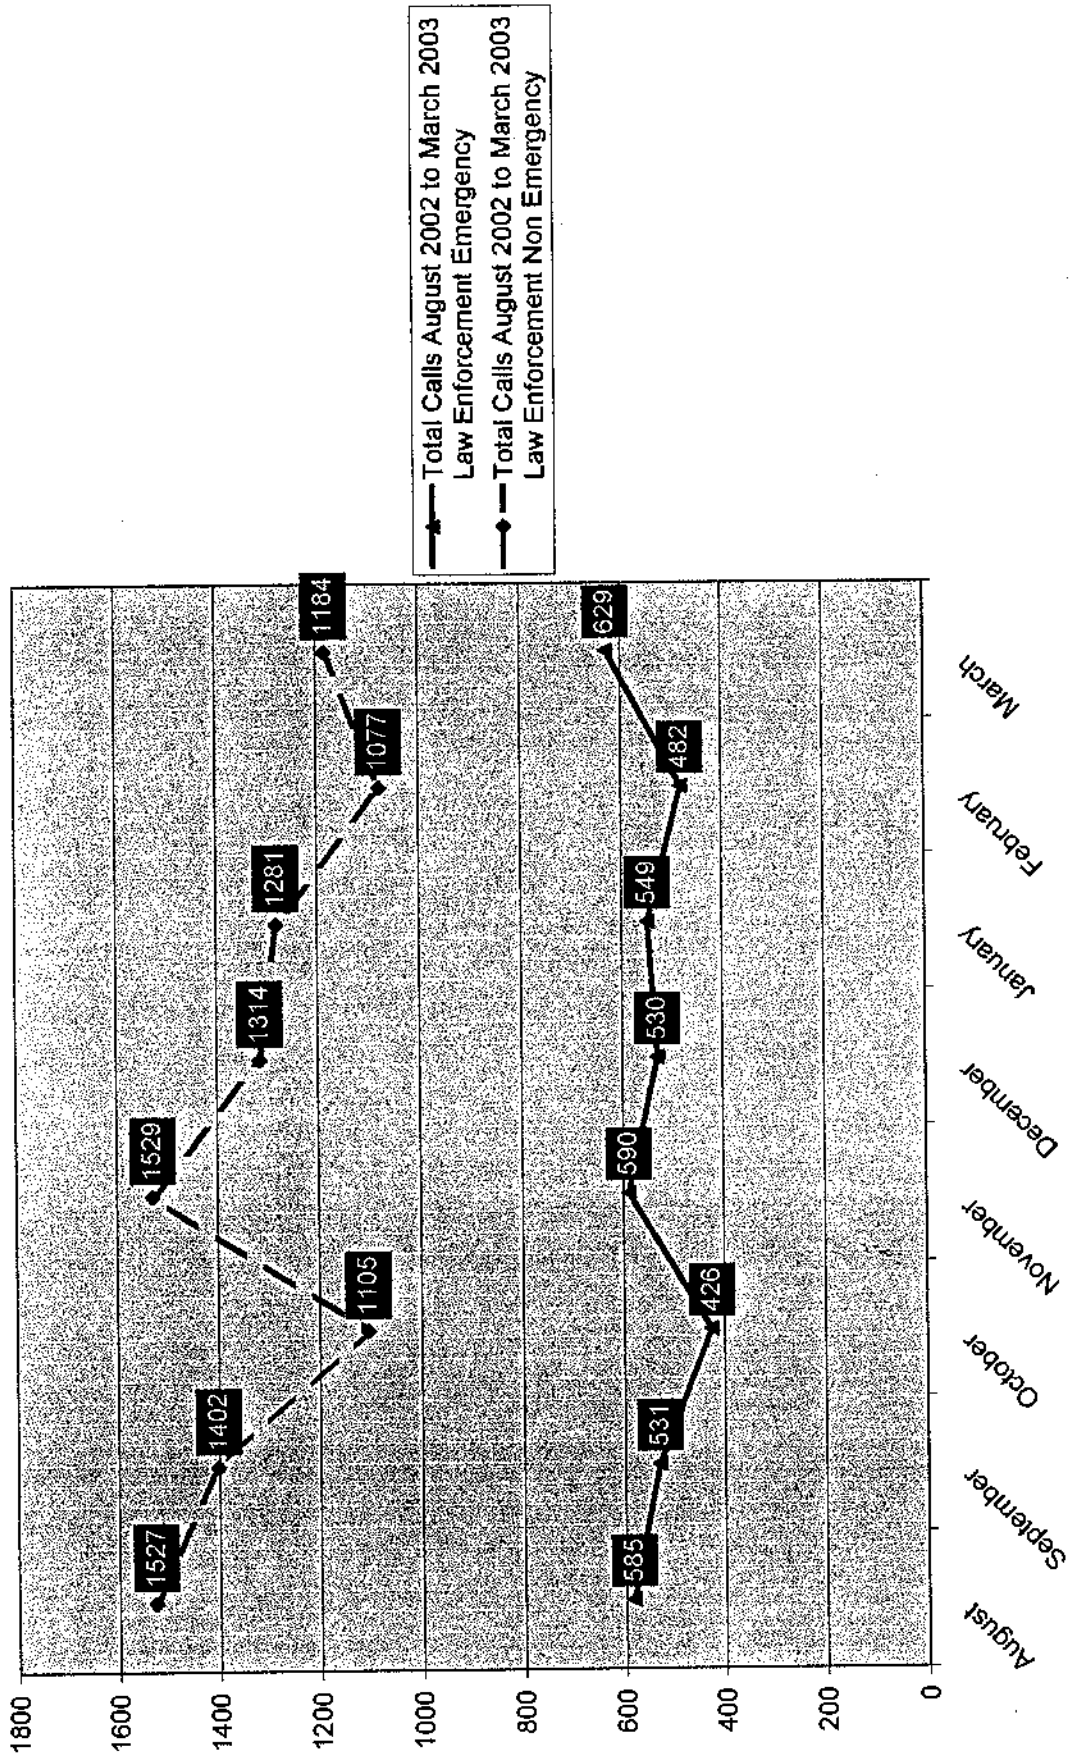 1800
1600
1400
1200
1000
800
600
400
200
0
1527
1402
1105
1529
1314
1281
1077
1184
585
531
426
590
530
549
482
629
August
September
October
November
December
January
February
March
Total Calls August 2002 to March 2003
Law Enforcement Emergency
Total Calls August 2002 to March 2003
Law Enforcement Non Emergency